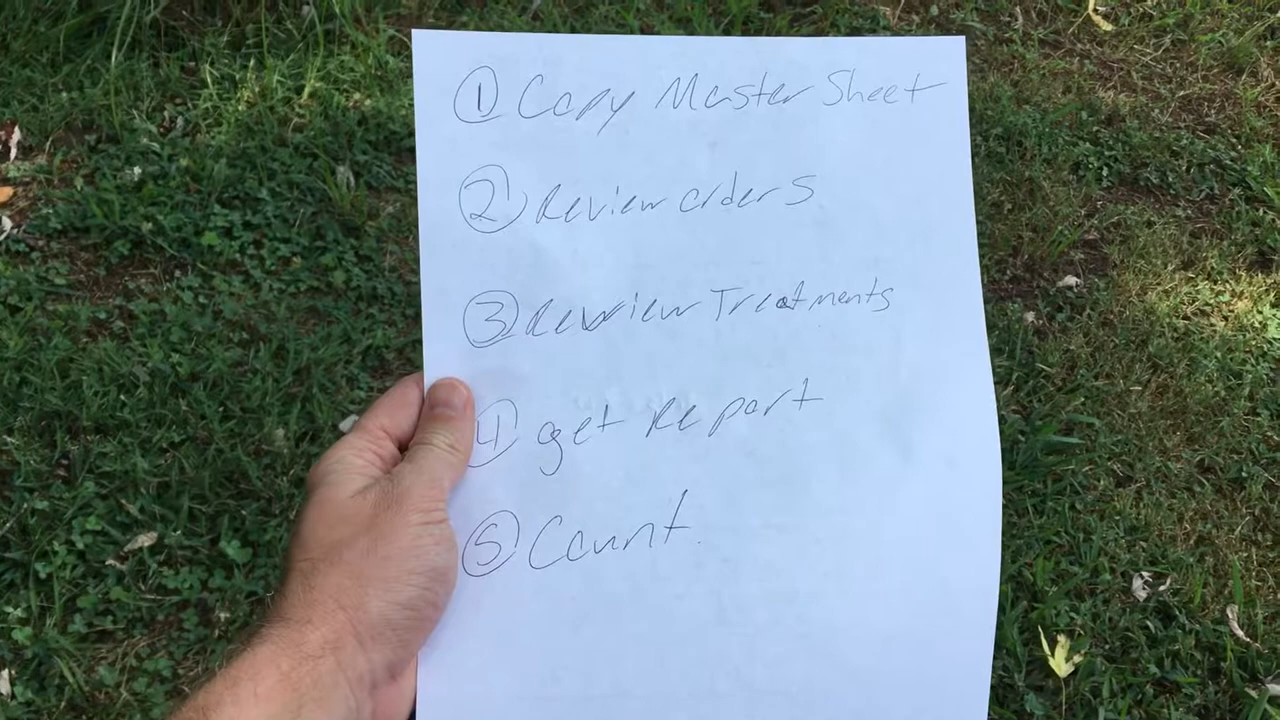 ① Copy Master Sheet
② Review orders
③ Review Treatments
④ get Report
⑤ Count